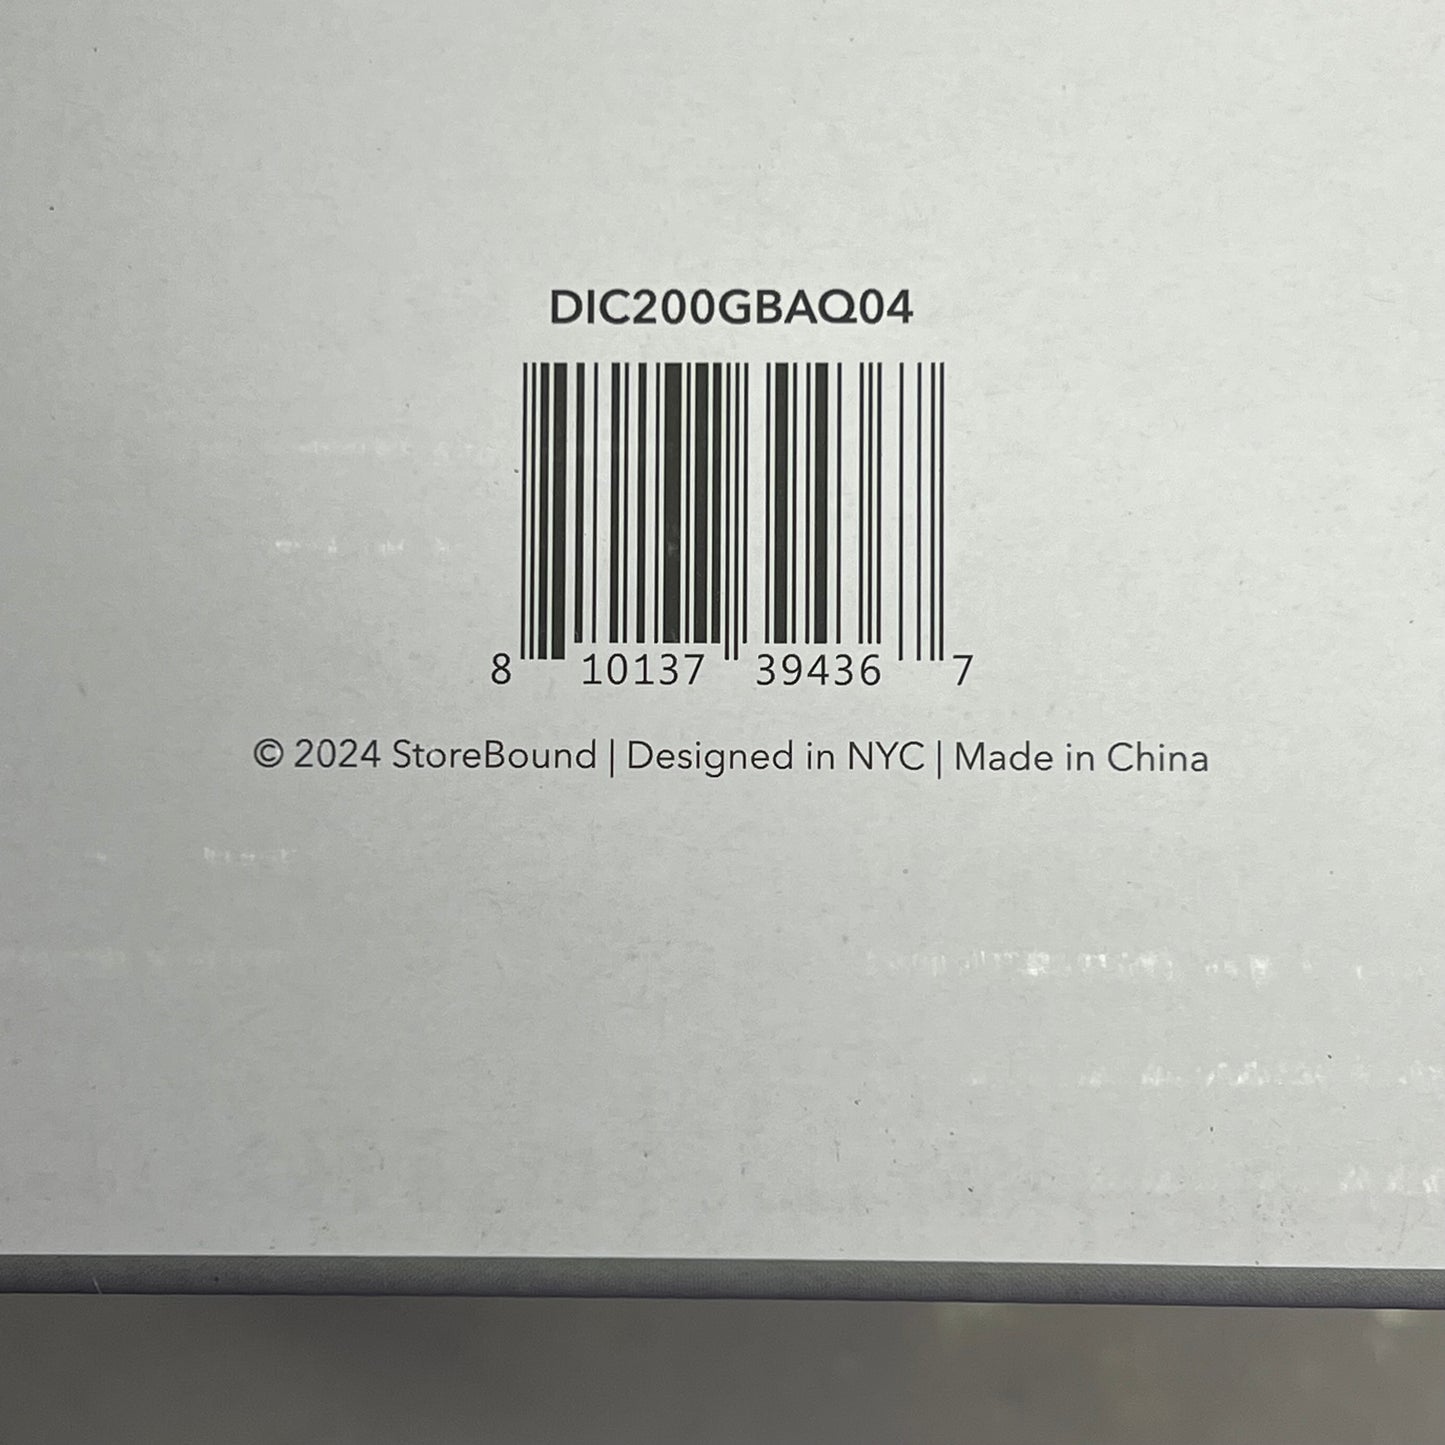 DIC200GBAQ04
8 10137 39436 7
© 2024 StoreBound | Designed in NYC | Made in China